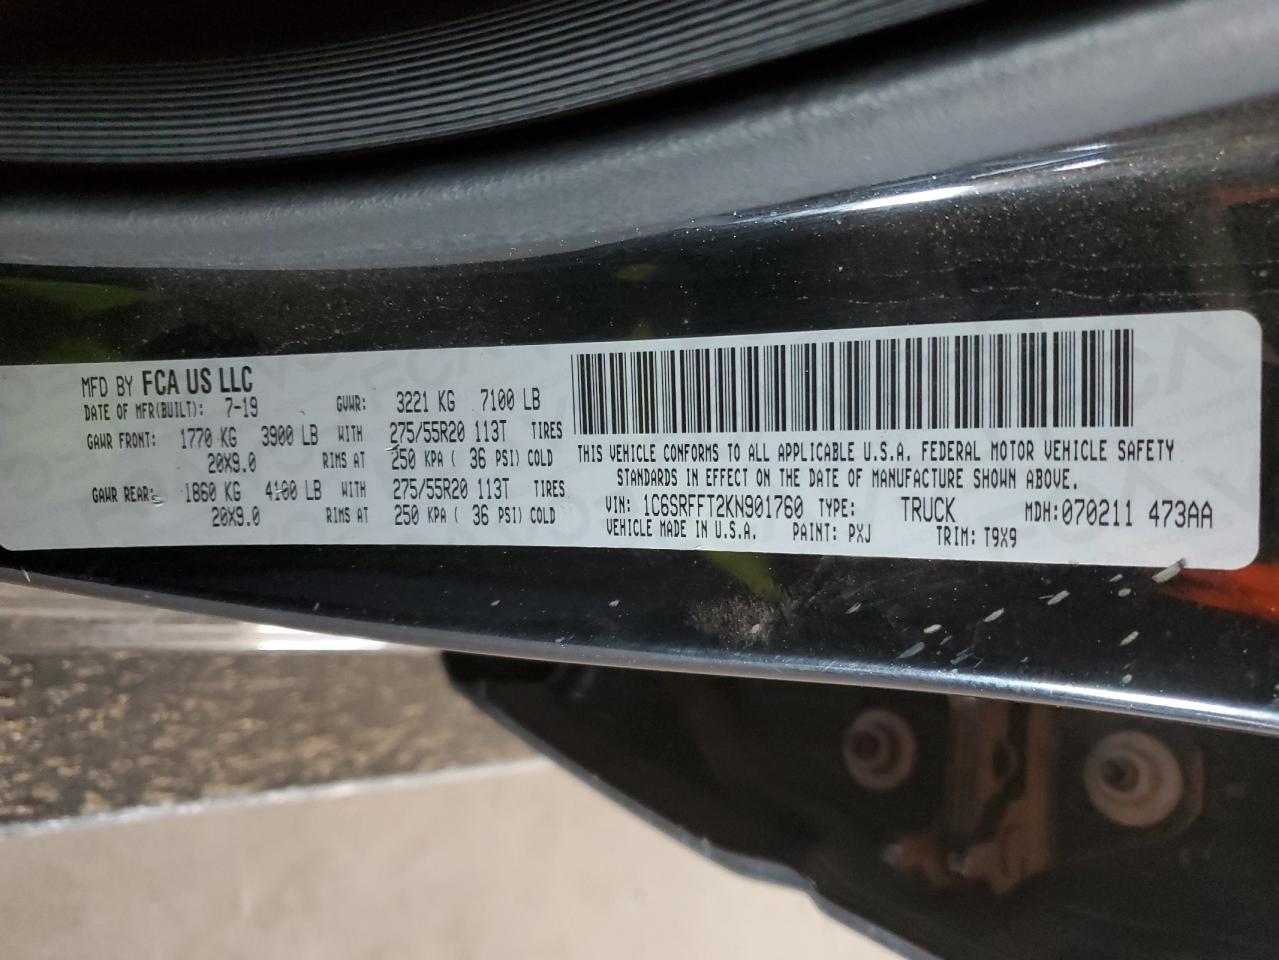 MFD BY FCA US LLC
DATE OF MFR(BUILT): 7-19 GVWR: 3221 KG 7100 LB
GAWR FRONT: 1770 KG 3900 LB WITH 275/55R20 113T TIRES
20X9.0 RIMS AT 250 KPA ( 36 PSI) COLD
GAWR REAR: 1860 KG 4100 LB WITH 275/55R20 113T TIRES
20X9.0 RIMS AT 250 KPA ( 36 PSI) COLD
THIS VEHICLE CONFORMS TO ALL APPLICABLE U.S.A. FEDERAL MOTOR VEHICLE SAFETY
STANDARDS IN EFFECT ON THE DATE OF MANUFACTURE SHOWN ABOVE.
VIN: 1C6SRFFT2KN901760 TYPE: TRUCK MDH:070211 473AA
VEHICLE MADE IN U.S.A. PAINT: PXJ TRIM: T9X9